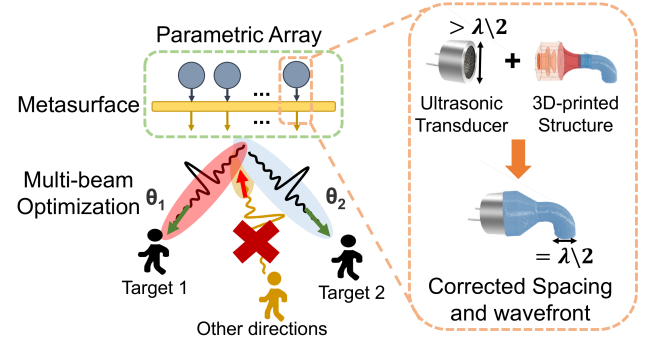 Parametric Array
Metasurface
...
...
Multi-beam
Optimization
θ1
θ2
Target 1
Target 2
Other directions
> λ\2
+
Ultrasonic
Transducer
3D-printed
Structure
= λ\2
Corrected Spacing
and wavefront